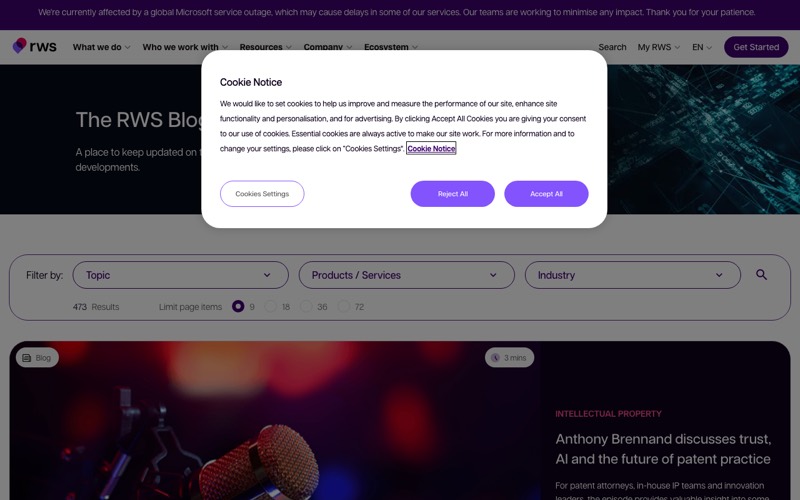 We're currently affected by a global Microsoft service outage, which may cause delays in some of our services. Our teams are working to minimise any impact. Thank you for your patience.
rws What we do Who we work with Resources Company Ecosystem Search My RWS EN Get Started
Cookie Notice
We would like to set cookies to help us improve and measure the performance of our site, enhance site
functionality and personalisation, and for advertising. By clicking Accept All Cookies you are giving your consent
to our use of cookies. Essential cookies are always active to make our site work. For more information and to
change your settings, please click on "Cookies Settings". Cookie Notice
Cookies Settings Reject All Accept All
The RWS Blog
A place to keep updated on
developments.
Filter by: Topic Products / Services Industry
473 Results Limit page items 9 18 36 72
Blog 3 mins
INTELLECTUAL PROPERTY
Anthony Brennand discusses trust,
AI and the future of patent practice
For patent attorneys, in-house IP teams and innovation
leaders, the episode provides valuable insight into some